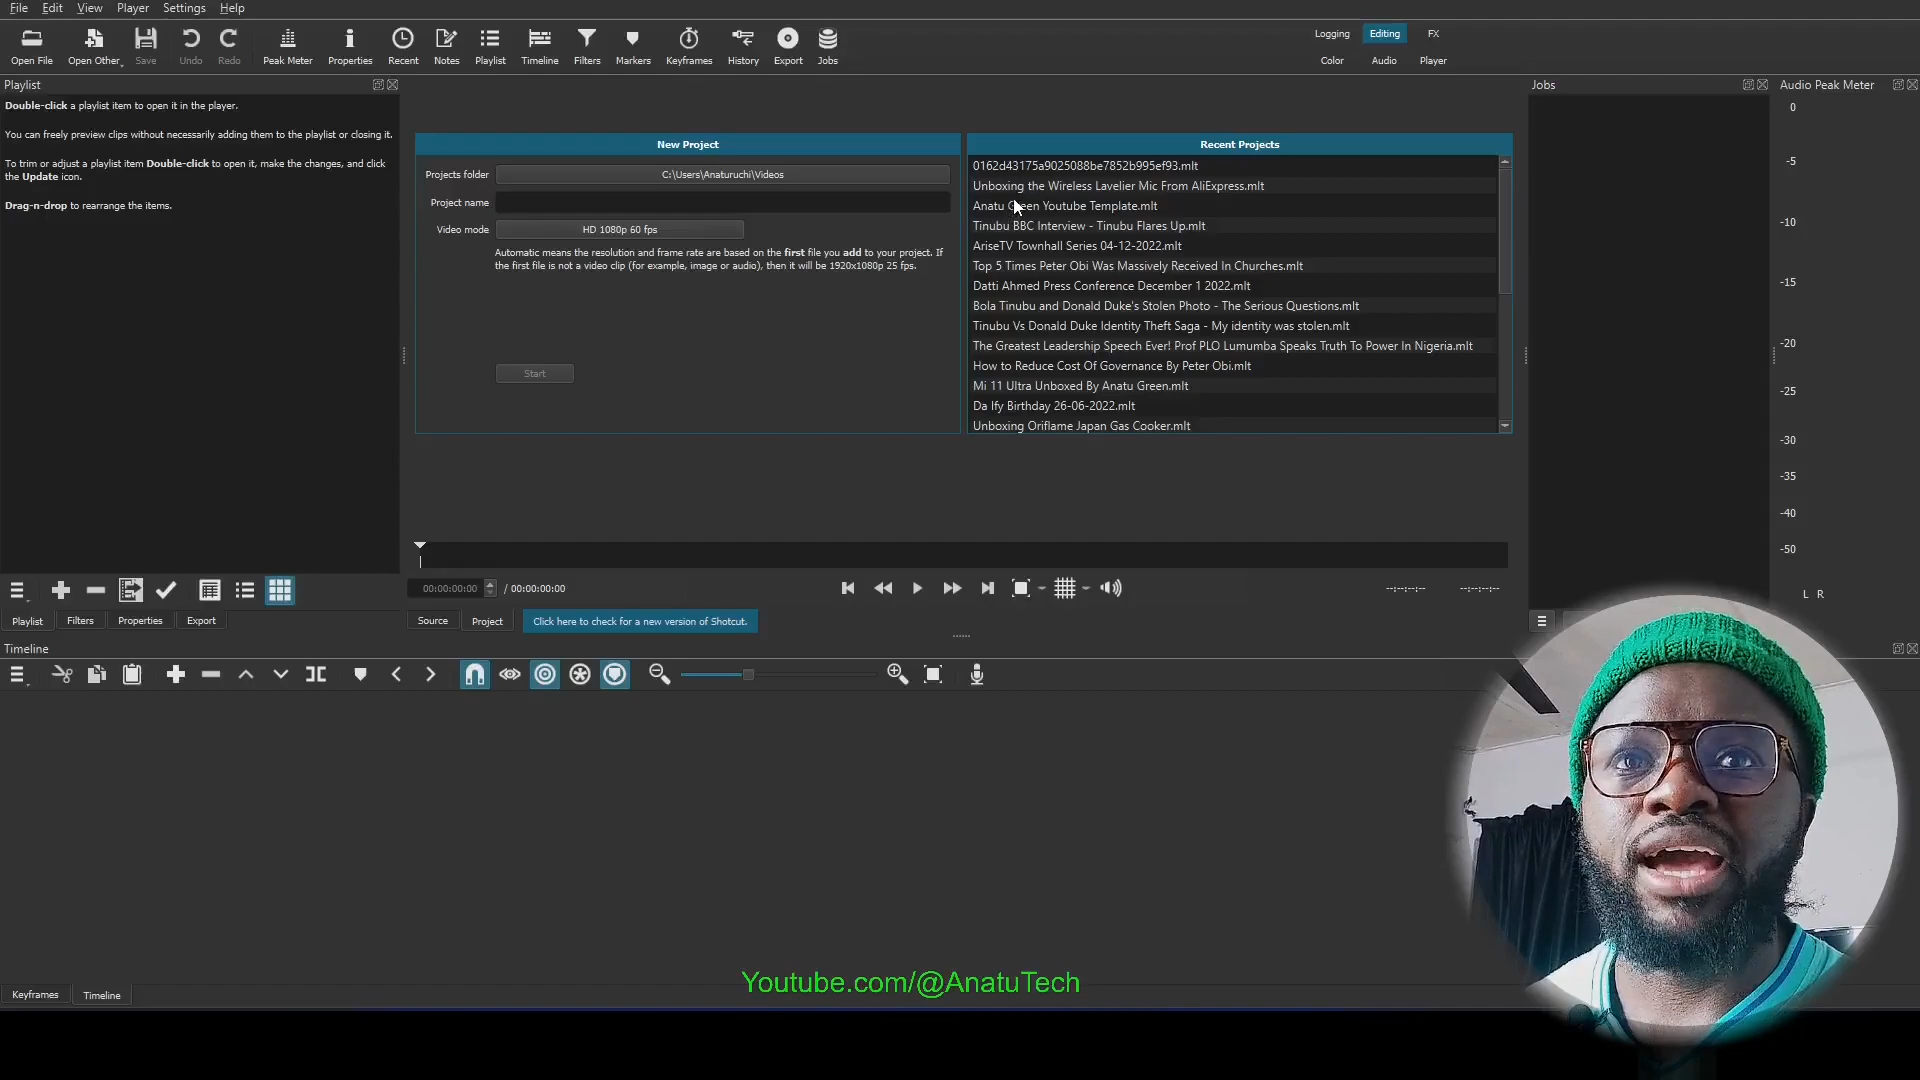 File Edit View Player Settings Help
Open File Open Other Save Undo Redo Peak Meter Properties Recent Notes Playlist Timeline Filters Markers Keyframes History Export Jobs
Logging Editing FX
Color Audio Player
Playlist
Double-click a playlist item to open it in the player.
You can freely preview clips without necessarily adding them to the playlist or closing it.
To trim or adjust a playlist item Double-click to open it, make the changes, and click
the Update icon.
Drag-n-drop to rearrange the items.
Playlist Filters Properties Export
New Project
Projects folder C:\Users\Anaturuchi\Videos
Project name
Video mode HD 1080p 60 fps
Automatic means the resolution and frame rate are based on the first file you add to your project. If
the first file is not a video clip (for example, image or audio), then it will be 1920x1080p 25 fps.
Start
Recent Projects
0162d43175a9025088be7852b995ef93.mlt
Unboxing the Wireless Lavelier Mic From AliExpress.mlt
Anatu Green Youtube Template.mlt
Tinubu BBC Interview - Tinubu Flares Up.mlt
AriseTV Townhall Series 04-12-2022.mlt
Top 5 Times Peter Obi Was Massively Received In Churches.mlt
Datti Ahmed Press Conference December 1 2022.mlt
Bola Tinubu and Donald Duke's Stolen Photo - The Serious Questions.mlt
Tinubu Vs Donald Duke Identity Theft Saga - My identity was stolen.mlt
The Greatest Leadership Speech Ever! Prof PLO Lumumba Speaks Truth To Power In Nigeria.mlt
How to Reduce Cost Of Governance By Peter Obi.mlt
Mi 11 Ultra Unboxed By Anatu Green.mlt
Da Ify Birthday 26-06-2022.mlt
Unboxing Oriflame Japan Gas Cooker.mlt
00:00:00:00 / 00:00:00:00
--:--:--:-- --:--:--:--
Source Project Click here to check for a new version of Shotcut.
Jobs
Audio Peak Meter
0
-5
-10
-15
-20
-25
-30
-35
-40
-50
L R
Timeline
Keyframes Timeline
Youtube.com/@AnatuTech